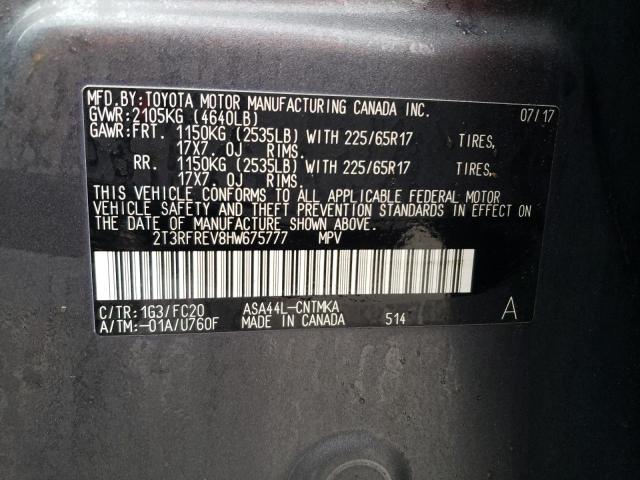 MFD.BY:TOYOTA MOTOR MANUFACTURING CANADA INC. 07/17
GVWR:2105KG (4640LB)
GAWR:FRT. 1150KG (2535LB) WITH 225/65R17 TIRES,
17X7.0J RIMS.
RR. 1150KG (2535LB) WITH 225/65R17 TIRES,
17X7.0J RIMS.
THIS VEHICLE CONFORMS TO ALL APPLICABLE FEDERAL MOTOR
VEHICLE SAFETY AND THEFT PREVENTION STANDARDS IN EFFECT ON
THE DATE OF MANUFACTURE SHOWN ABOVE.
2T3RFREV8HW675777 MPV
C/TR:1G3/FC20 ASA44L-CNTMKA
A/TM:-01A/U760F MADE IN CANADA 514 A